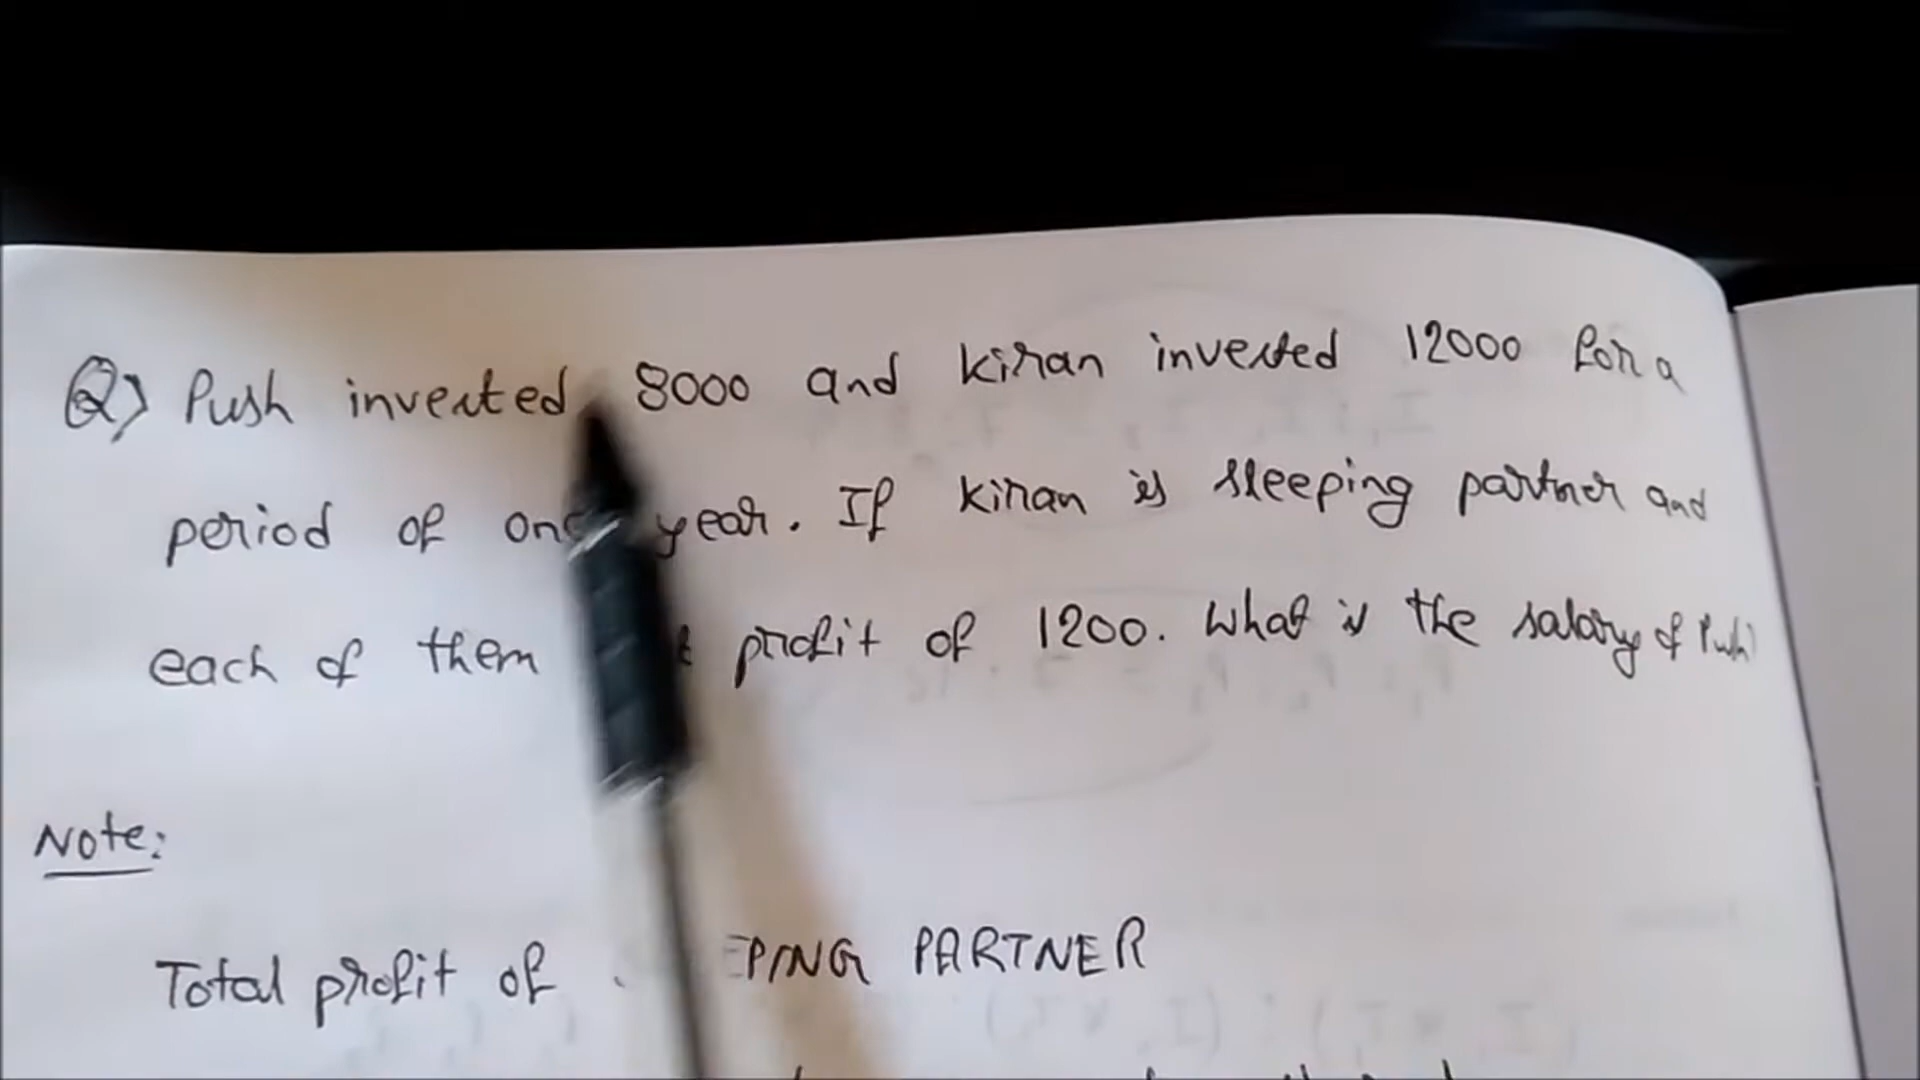 Q) Push invested 8000 and kiran invested 12000 for a
period of one year. If kiran is sleeping partner and
each of them profit of 1200. What is the salary of Push
Note:
Total profit of PARTNER